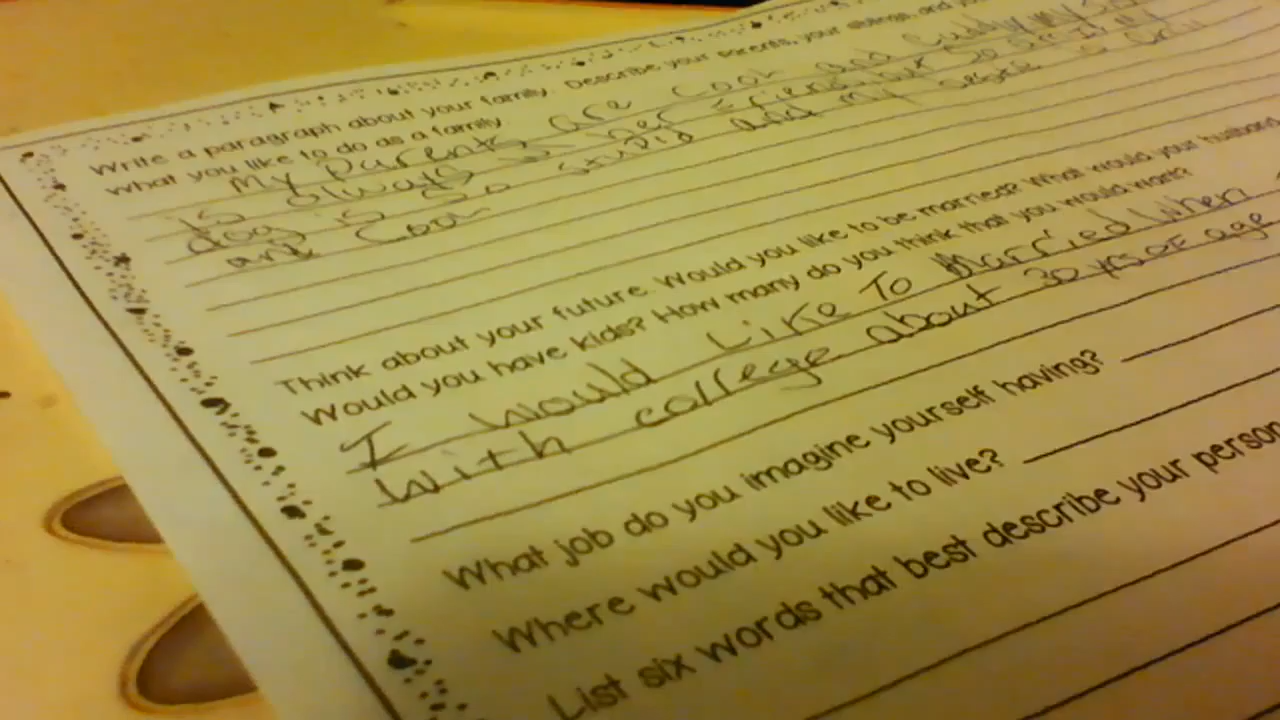 Write a paragraph about your family. Describe your parents, your siblings, and
what you like to do as a family.
My Parents are cool and
is always
dog is so stupid and my
are cool
Think about your future. Would you like to be married? What would your husband
Would you have kids? How many do you think that you would want?
I would Like To Married when
with college about 30 yrs of age
What job do you imagine yourself having?
Where would you like to live?
List six words that best describe your person